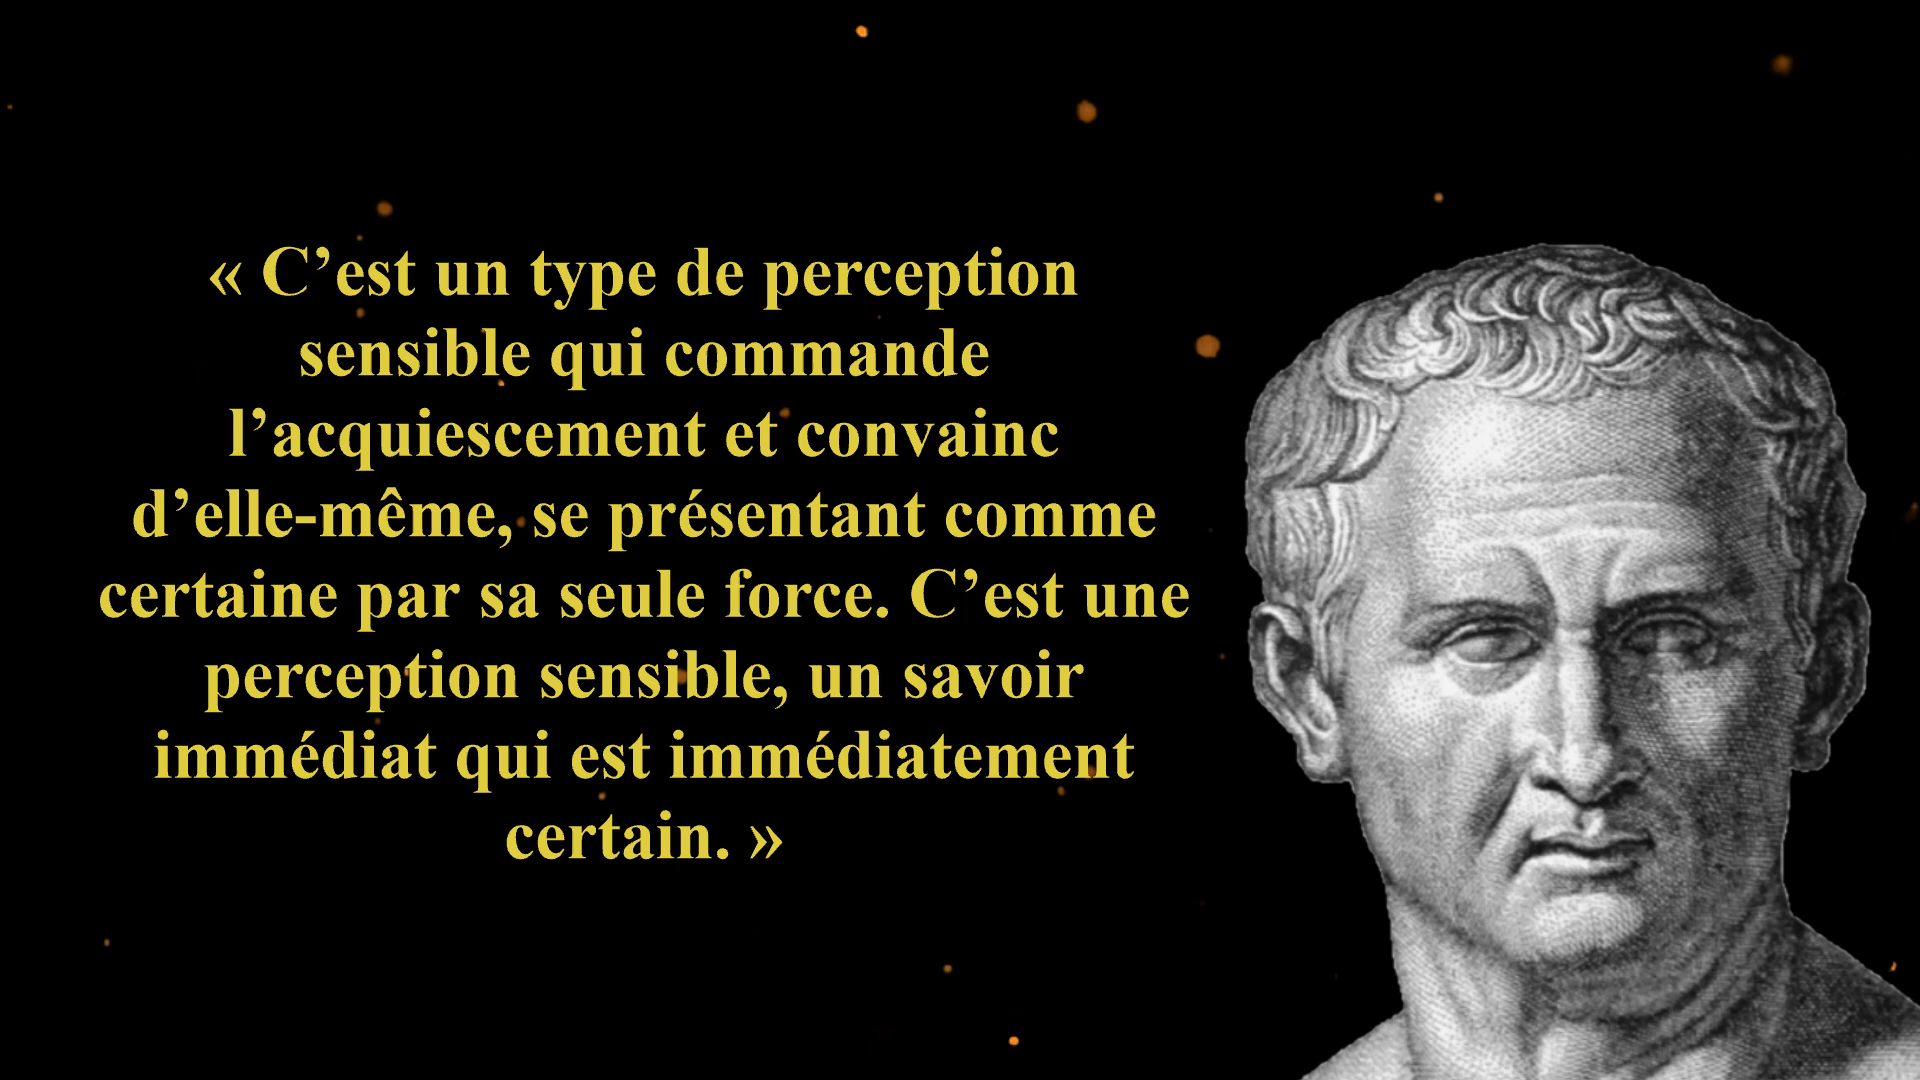 « C’est un type de perception
sensible qui commande
l’acquiescement et convainc
d’elle-même, se présentant comme
certaine par sa seule force. C’est une
perception sensible, un savoir
immédiat qui est immédiatement
certain. »